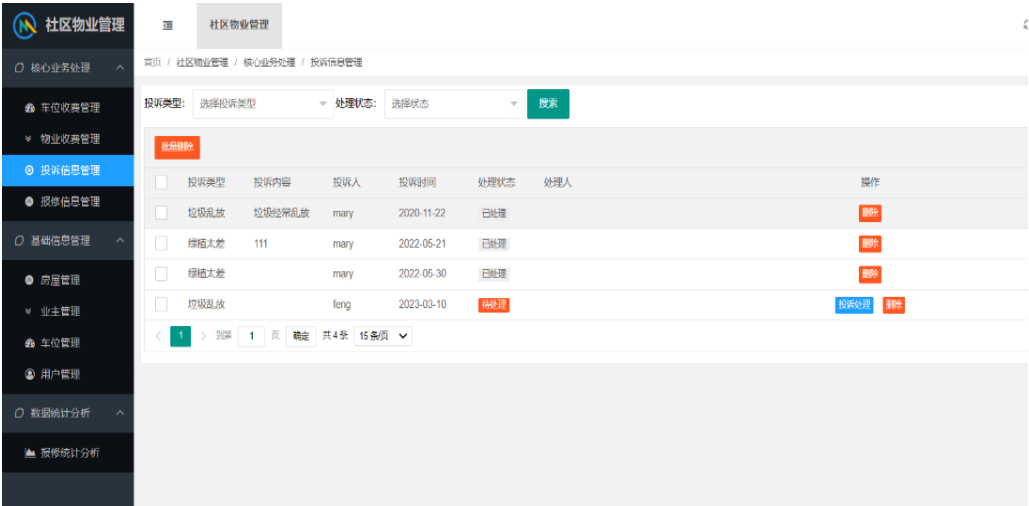 社区物业管理
社区物业管理
核心业务处理
车位收费管理
物业收费管理
投诉信息管理
报修信息管理
基础信息管理
房屋管理
业主管理
车位管理
用户管理
数据统计分析
报修统计分析
首页 / 社区物业管理 / 核心业务处理 / 投诉信息管理
投诉类型: 选择投诉类型 处理状态: 选择状态 搜索
批量删除
投诉类型 投诉内容 投诉人 投诉时间 处理状态 处理人 操作
垃圾乱放 垃圾经常乱放 mary 2020-11-22 已处理 删除
绿植太差 111 mary 2022-05-21 已处理 删除
绿植太差 mary 2022-05-30 已处理 删除
垃圾乱放 feng 2023-03-10 待处理 投诉处理 删除
1 到第 1 页 确定 共 4 条 15 条/页